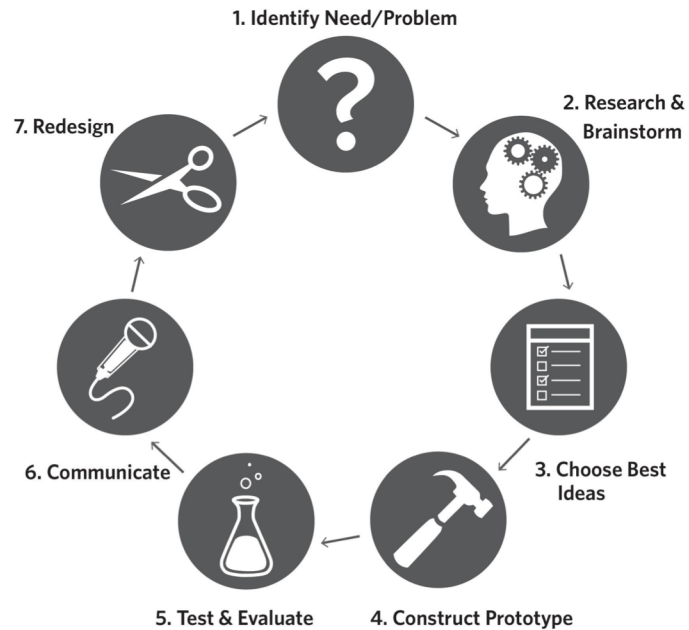 1. Identify Need/Problem
2. Research &
Brainstorm
3. Choose Best
Ideas
4. Construct Prototype
5. Test & Evaluate
6. Communicate
7. Redesign